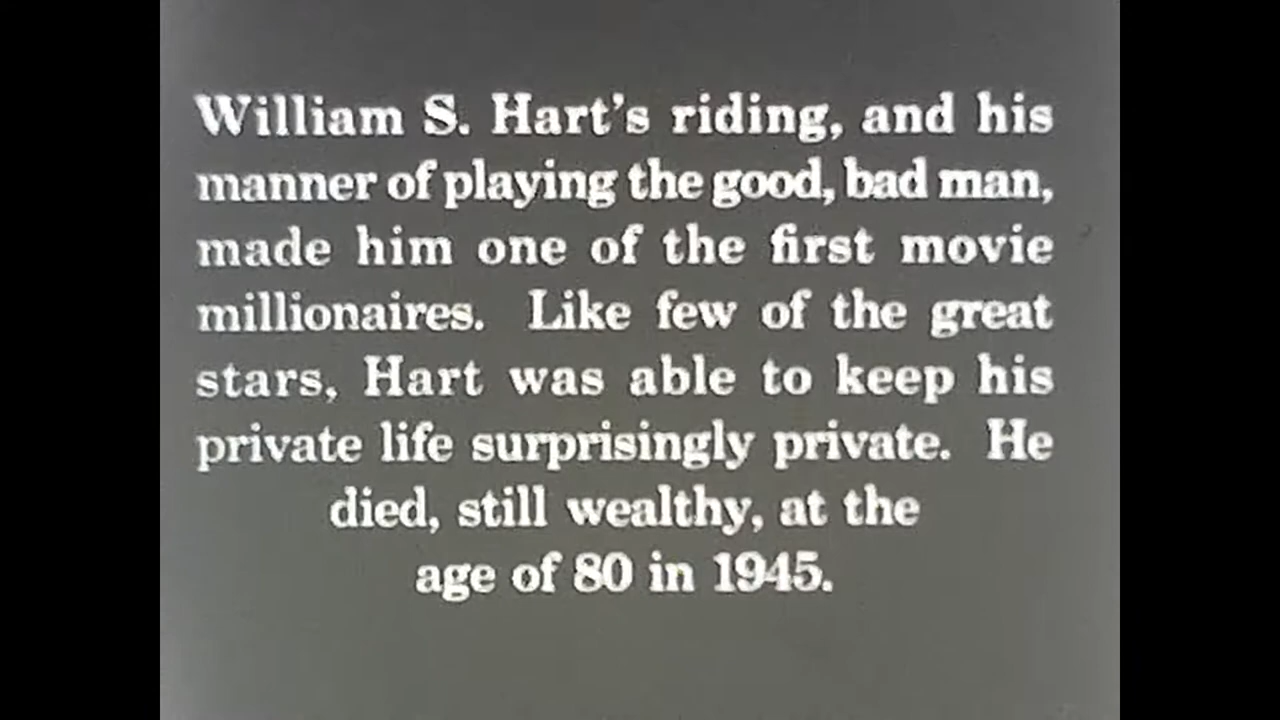 William S. Hart's riding, and his
manner of playing the good, bad man,
made him one of the first movie
millionaires. Like few of the great
stars, Hart was able to keep his
private life surprisingly private. He
died, still wealthy, at the
age of 80 in 1945.